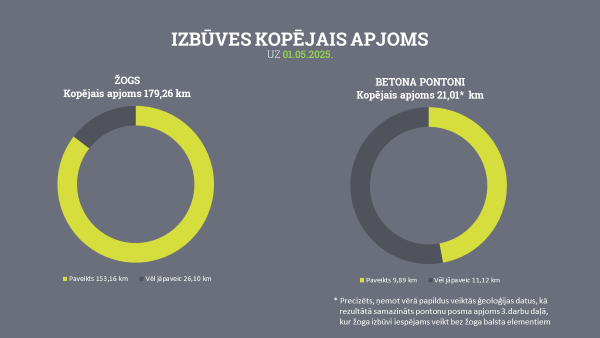 IZBŪVES KOPĒJAIS APJOMS
UZ 01.05.2025.
ŽOGS
Kopējais apjoms 179,26 km
Paveikts 153,16 km
Vēl jāpaveic 26,10 km
BETONA PONTONI
Kopējais apjoms 21,01* km
Paveikts 9,89 km
Vēl jāpaveic 11,12 km
* Precizēts, ņemot vērā papildus veiktās ģeoloģijas datus, kā
rezultātā samazināts pontonu posma apjoms 3.darbu daļā,
kur žoga izbūvi iespējams veikt bez žoga balsta elementiem